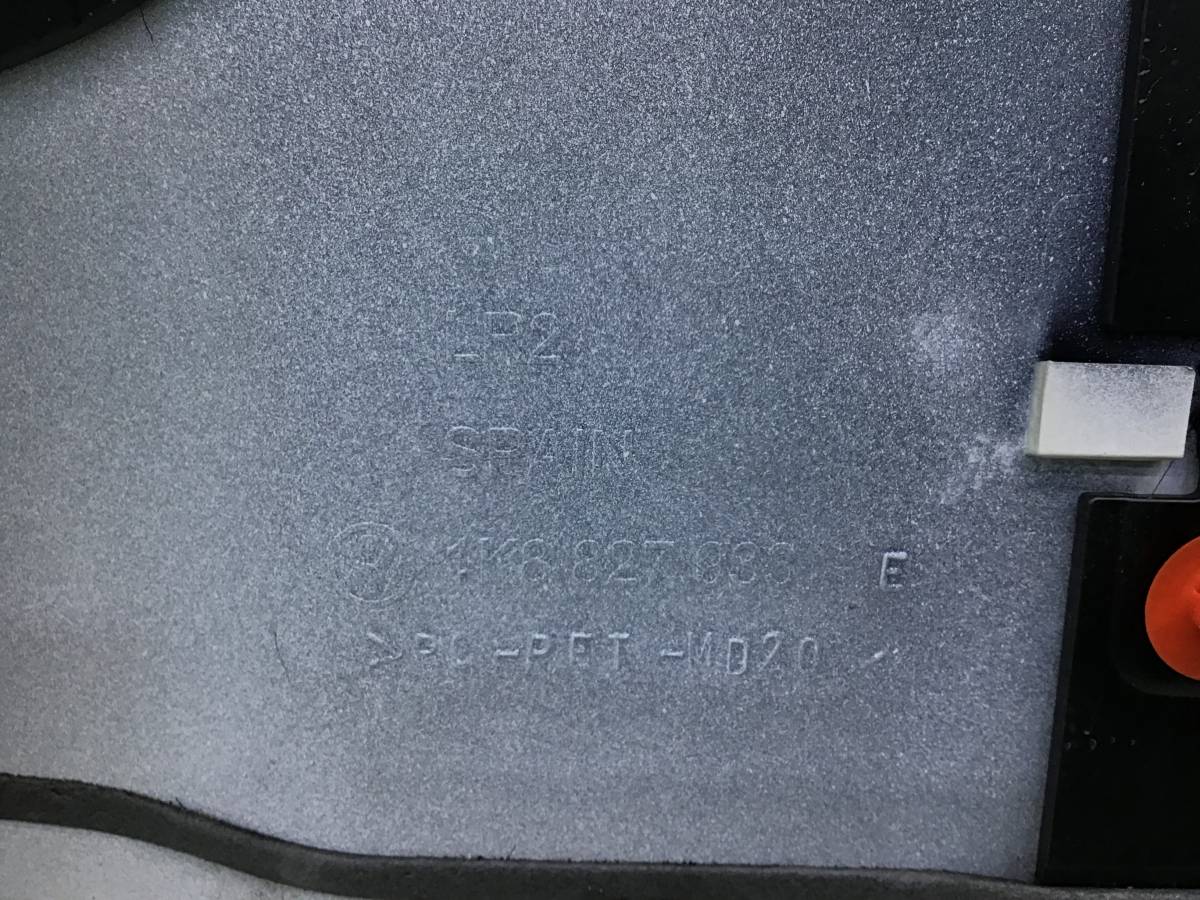 SPAIN
1K8.827.933 E
>PC-PET-MD20